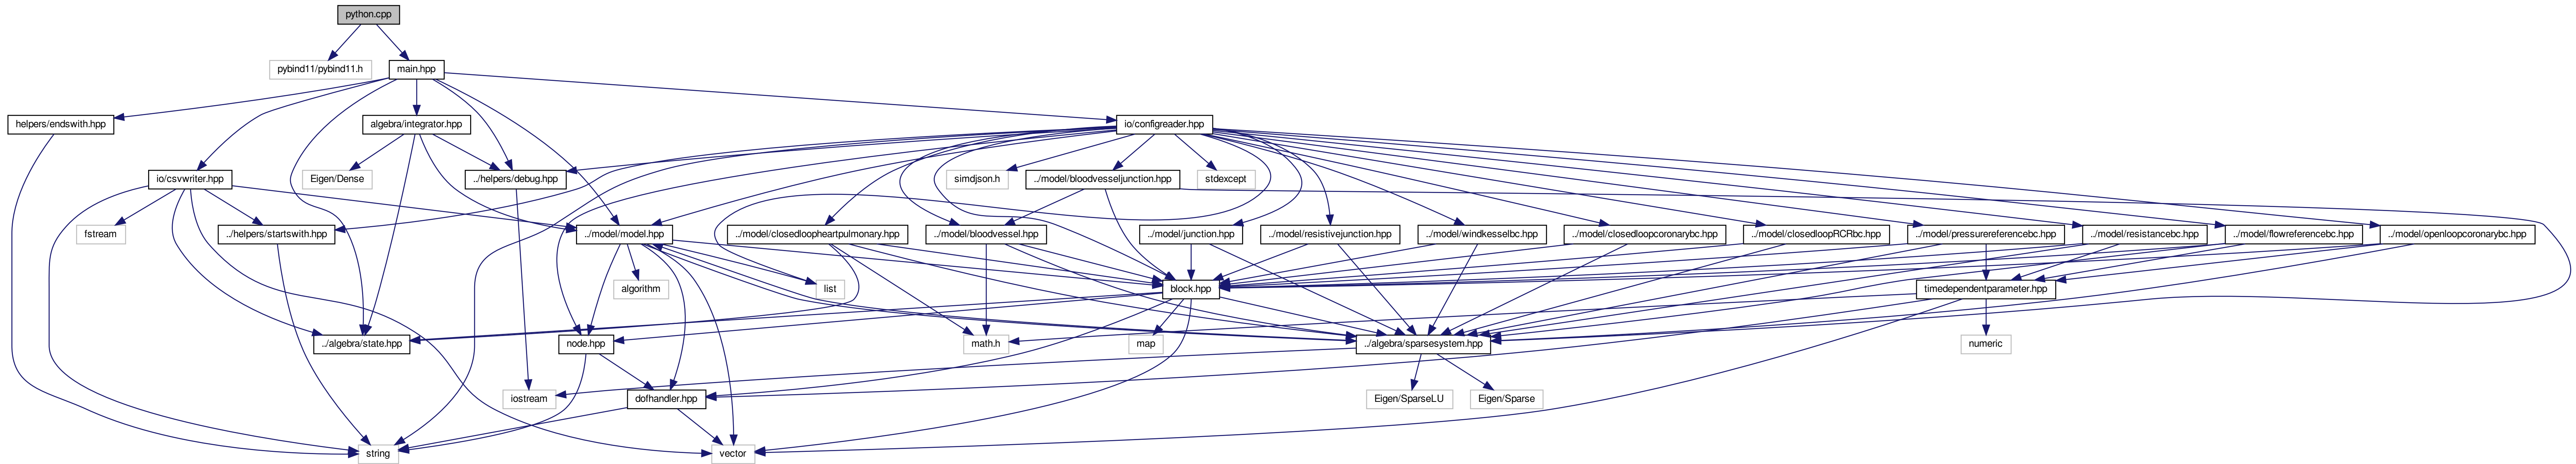 python.cpp
pybind11/pybind11.h
main.hpp
helpers/endswith.hpp
algebra/integrator.hpp
io/configreader.hpp
io/csvwriter.hpp
Eigen/Dense
../helpers/debug.hpp
simdjson.h
../model/bloodvesseljunction.hpp
stdexcept
fstream
../helpers/startswith.hpp
../model/model.hpp
../model/closedloopheartpulmonary.hpp
../model/bloodvessel.hpp
../model/junction.hpp
../model/resistivejunction.hpp
../model/windkesselbc.hpp
../model/closedloopcoronarybc.hpp
../model/closedloopRCRbc.hpp
../model/pressurereferencebc.hpp
../model/resistancebc.hpp
../model/flowreferencebc.hpp
../model/openloopcoronarybc.hpp
algorithm
list
block.hpp
timedependentparameter.hpp
../algebra/state.hpp
node.hpp
math.h
map
../algebra/sparsesystem.hpp
numeric
iostream
dofhandler.hpp
Eigen/SparseLU
Eigen/Sparse
string
vector